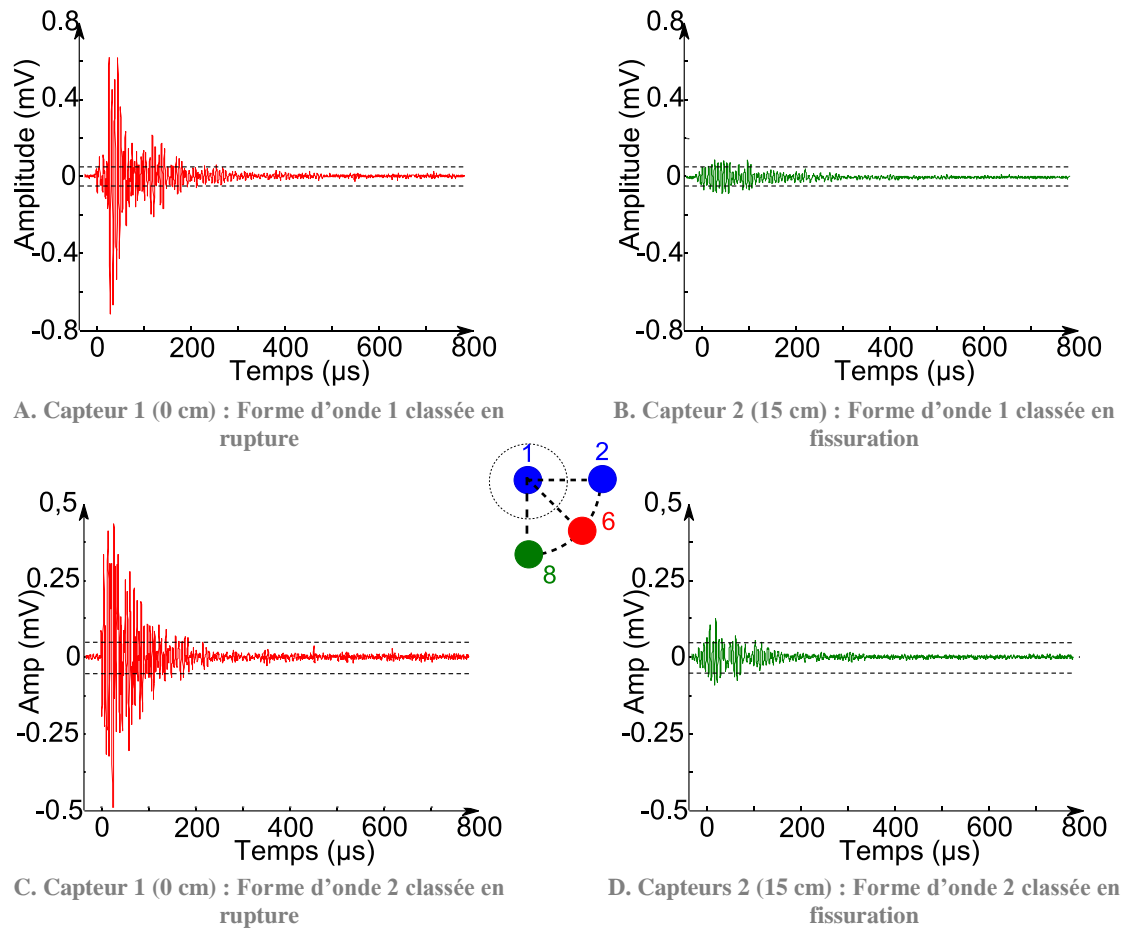 0.8
0.4
0
-0.4
-0.8
Amplitude (mV)
0 200 400 600 800
Temps (µs)
A. Capteur 1 (0 cm) : Forme d’onde 1 classée en
rupture
0.8
0.4
0
-0.4
-0.8
Amplitude (mV)
0 200 400 600 800
Temps (µs)
B. Capteur 2 (15 cm) : Forme d’onde 1 classée en
fissuration
1 2
6
8
0,5
0.25
0
-0.25
-0.5
Amp (mV)
0 200 400 600 800
Temps (µs)
C. Capteur 1 (0 cm) : Forme d’onde 2 classée en
rupture
0,5
0.25
0
-0.25
-0.5
Amp (mV)
0 200 400 600 800
Temps (µs)
D. Capteurs 2 (15 cm) : Forme d’onde 2 classée en
fissuration